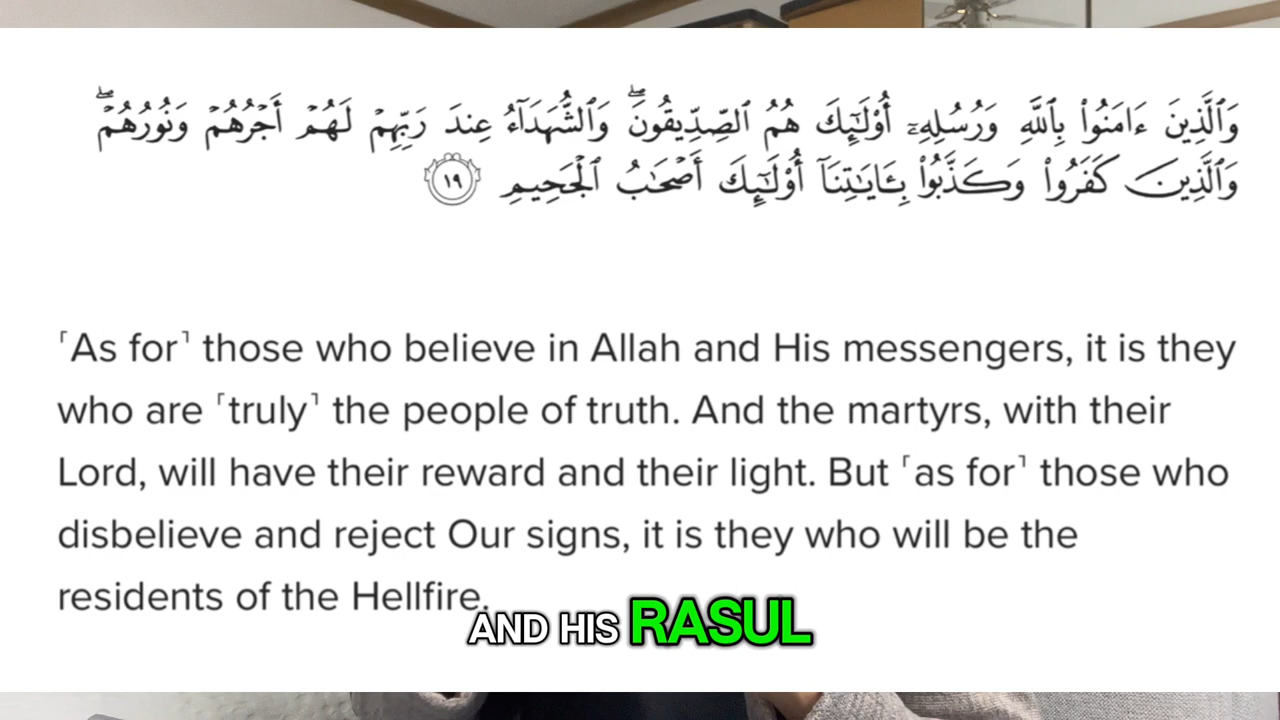 وَٱلَّذِينَ ءَامَنُوا۟ بِٱللَّهِ وَرُسُلِهِۦٓ أُو۟لَـٰٓئِكَ هُمُ ٱلصِّدِّيقُونَ ۖ وَٱلشُّهَدَآءُ عِندَ رَبِّهِمْ لَهُمْ أَجْرُهُمْ وَنُورُهُمْ ۖ
وَٱلَّذِينَ كَفَرُوا۟ وَكَذَّبُوا۟ بِـَٔايَـٰتِنَآ أُو۟لَـٰٓئِكَ أَصْحَـٰبُ ٱلْجَحِيمِ ١٩
⸢As for⸣ those who believe in Allah and His messengers, it is they
who are ⸢truly⸣ the people of truth. And the martyrs, with their
Lord, will have their reward and their light. But ⸢as for⸣ those who
disbelieve and reject Our signs, it is they who will be the
residents of the Hellfire.
AND HIS RASUL